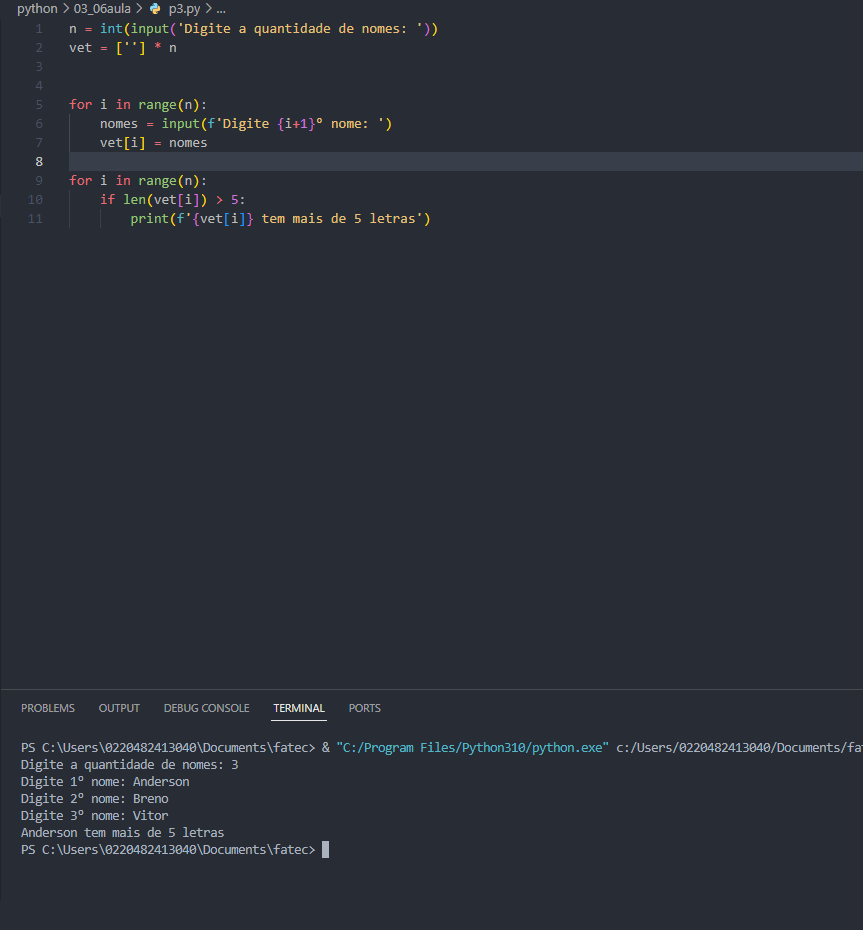 python > 03_06aula > p3.py > ...
1 n = int(input('Digite a quantidade de nomes: '))
2 vet = [''] * n
3
4
5 for i in range(n):
6     nomes = input(f'Digite {i+1}º nome: ')
7     vet[i] = nomes
8
9 for i in range(n):
10     if len(vet[i]) > 5:
11         print(f'{vet[i]} tem mais de 5 letras')
PROBLEMS OUTPUT DEBUG CONSOLE TERMINAL PORTS
PS C:\Users\0220482413040\Documents\fatec> & "C:/Program Files/Python310/python.exe" c:/Users/0220482413040/Documents/fat
Digite a quantidade de nomes: 3
Digite 1º nome: Anderson
Digite 2º nome: Breno
Digite 3º nome: Vitor
Anderson tem mais de 5 letras
PS C:\Users\0220482413040\Documents\fatec>